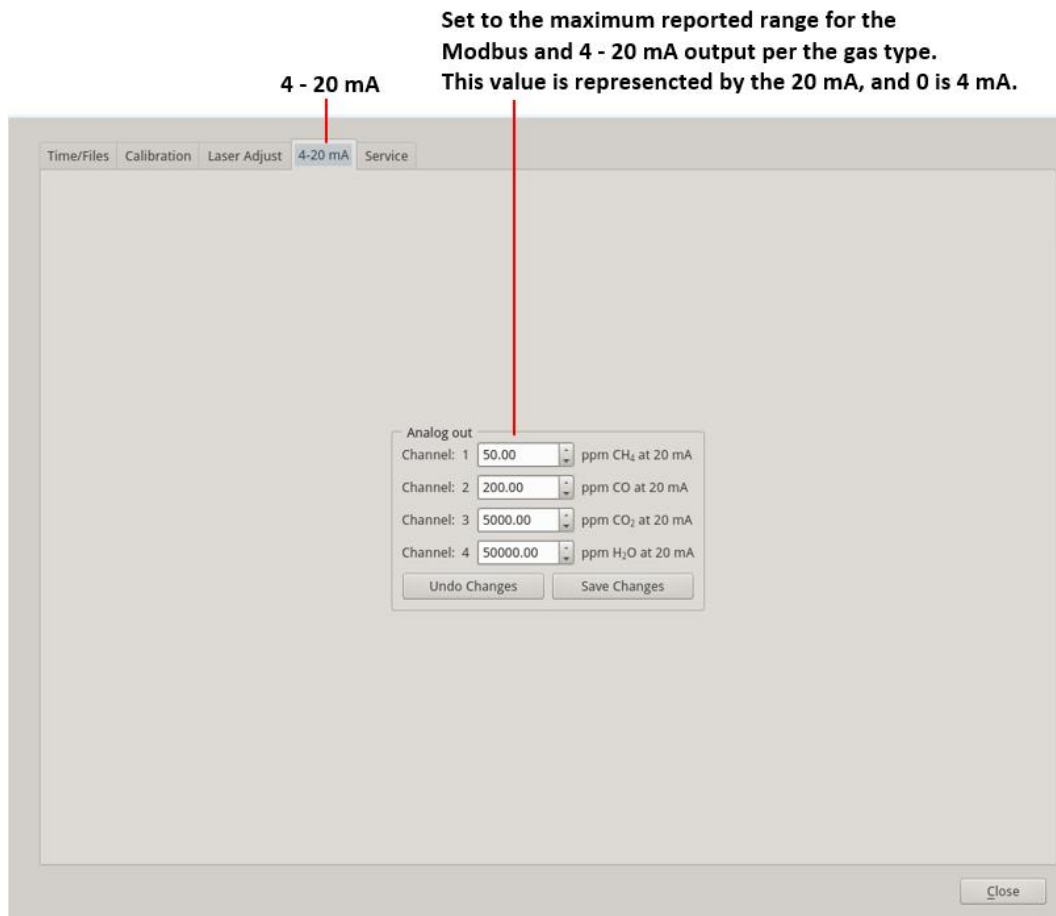 Set to the maximum reported range for the
Modbus and 4 - 20 mA output per the gas type.
4 - 20 mA
This value is represencted by the 20 mA, and 0 is 4 mA.
Time/Files Calibration Laser Adjust 4-20 mA Service
Analog out
Channel: 1 50.00 ppm CH₄ at 20 mA
Channel: 2 200.00 ppm CO at 20 mA
Channel: 3 5000.00 ppm CO₂ at 20 mA
Channel: 4 50000.00 ppm H₂O at 20 mA
Undo Changes Save Changes
Close